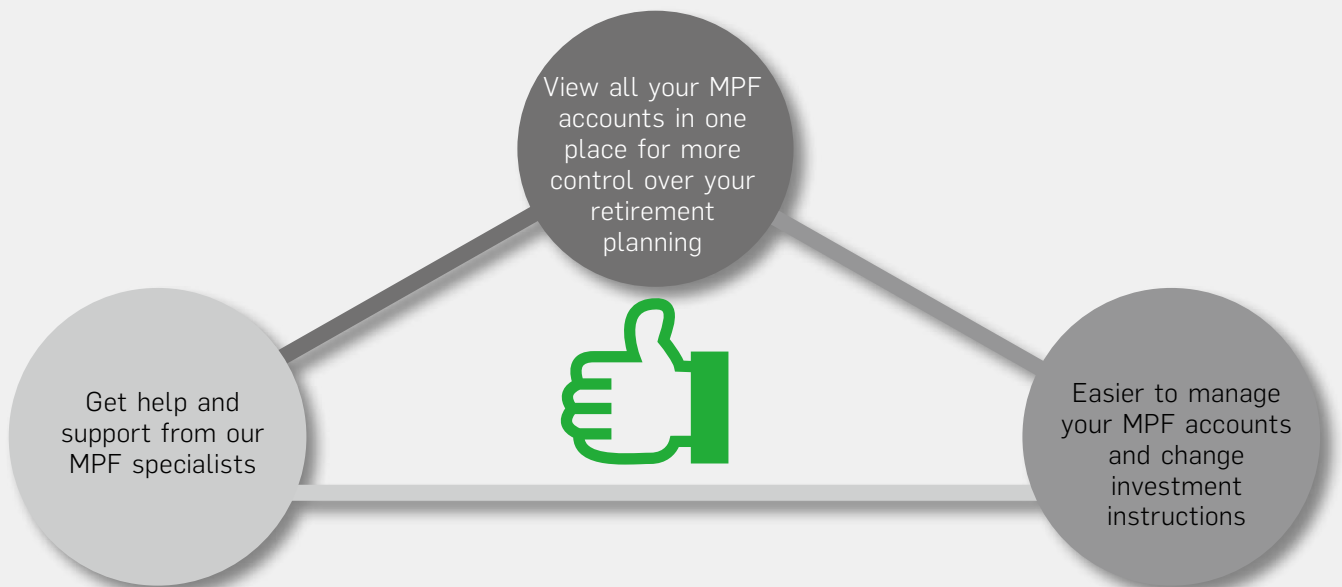 View all your MPF
accounts in one
place for more
control over your
retirement
planning
Get help and
support from our
MPF specialists
Easier to manage
your MPF accounts
and change
investment
instructions